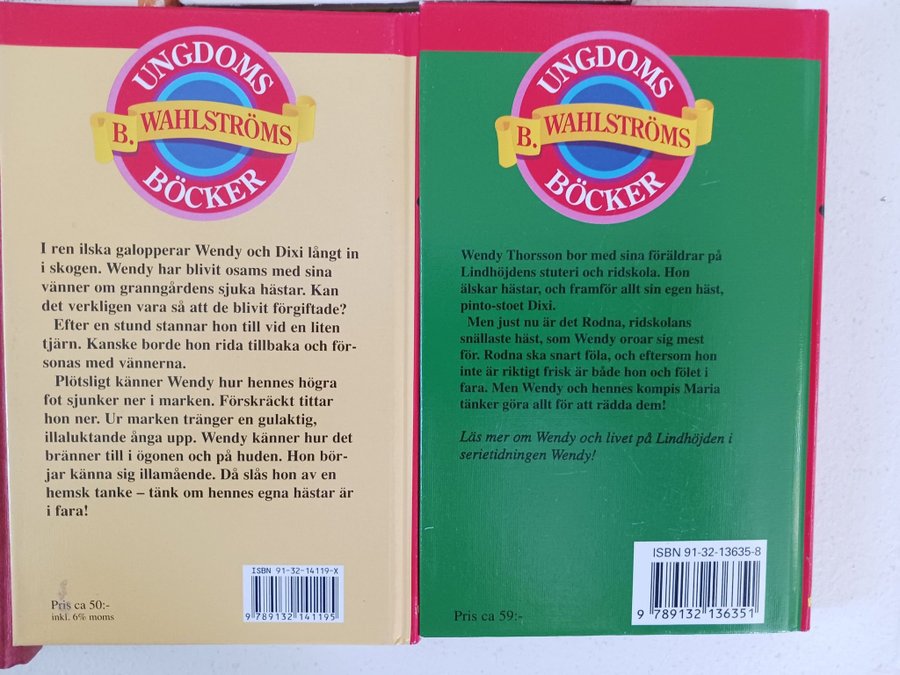 UNGDOMS
B. WAHLSTRÖMS
BÖCKER
I ren ilska galopperar Wendy och Dixi långt in
i skogen. Wendy har blivit osams med sina
vänner om granngårdens sjuka hästar. Kan
det verkligen vara så att de blivit förgiftade?
Efter en stund stannar hon till vid en liten
tjärn. Kanske borde hon rida tillbaka och för-
sonas med vännerna.
Plötsligt känner Wendy hur hennes högra
fot sjunker ner i marken. Förskräckt tittar
hon ner. Ur marken tränger en gulaktig,
illaluktande ånga upp. Wendy känner hur det
bränner till i ögonen och på huden. Hon bör-
jar känna sig illamående. Då slås hon av en
hemsk tanke – tänk om hennes egna hästar är
i fara!
ISBN 91-32-14119-X
9 789132 141195
Pris ca 50:-
inkl. 6% moms
UNGDOMS
B. WAHLSTRÖMS
BÖCKER
Wendy Thorsson bor med sina föräldrar på
Lindhöjdens stuteri och ridskola. Hon
älskar hästar, och framför allt sin egen häst,
pinto-stoet Dixi.
Men just nu är det Rodna, ridskolans
snällaste häst, som Wendy oroar sig mest
för. Rodna ska snart föla, och eftersom hon
inte är riktigt frisk är både hon och fölet i
fara. Men Wendy och hennes kompis Maria
tänker göra allt för att rädda dem!
Läs mer om Wendy och livet på Lindhöjden i
serietidningen Wendy!
ISBN 91-32-13635-8
9 789132 136351
Pris ca 59:-